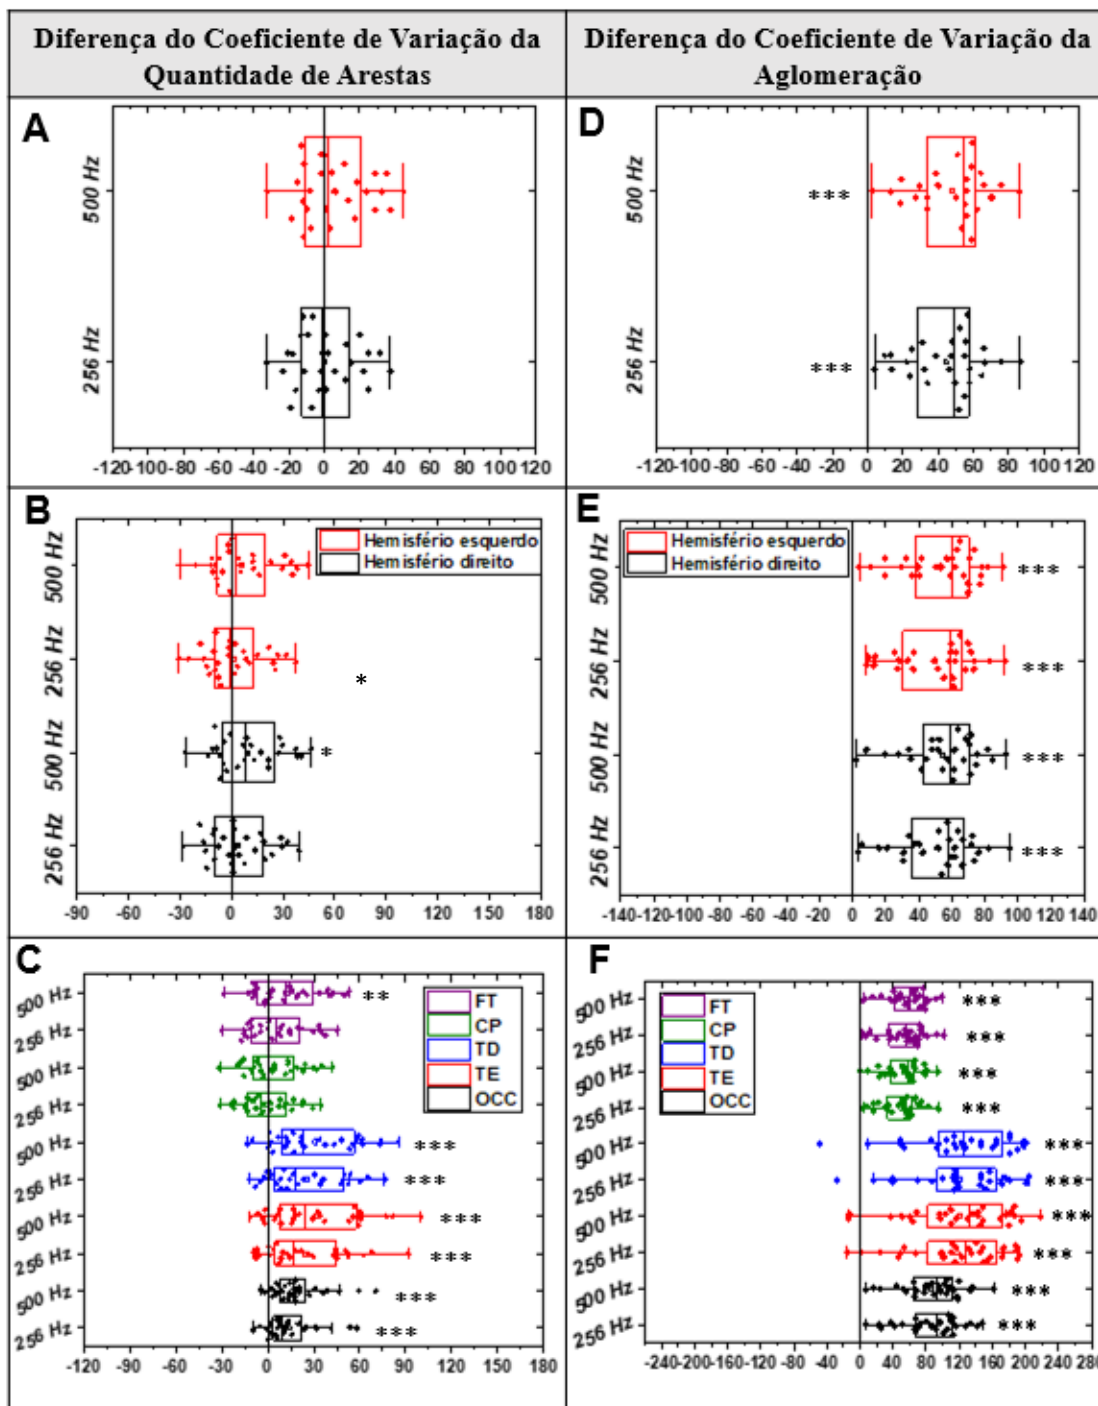 Diferença do Coeficiente de Variação da
Quantidade de Arestas
Diferença do Coeficiente de Variação da
Aglomeração
A
500 Hz
256 Hz
-120 -100 -80 -60 -40 -20 0 20 40 60 80 100 120
D
500 Hz
***
256 Hz
***
-120 -100 -80 -60 -40 -20 0 20 40 60 80 100 120
B
Hemisfério esquerdo
Hemisfério direito
500 Hz
256 Hz
*
500 Hz
*
256 Hz
-90 -60 -30 0 30 60 90 120 150 180
E
Hemisfério esquerdo
Hemisfério direito
500 Hz
***
256 Hz
***
500 Hz
***
256 Hz
***
-140 -100 -80 -60 -40 -20 0 20 40 60 80 100 140
C
FT
CP
TD
TE
OCC
500 Hz
**
256 Hz
500 Hz
256 Hz
500 Hz
***
256 Hz
***
500 Hz
***
256 Hz
***
500 Hz
***
256 Hz
***
-120 -90 -60 -30 0 30 60 90 120 150 180
F
FT
CP
TD
TE
OCC
500 Hz
***
256 Hz
***
500 Hz
***
256 Hz
***
500 Hz
***
256 Hz
***
500 Hz
***
256 Hz
***
500 Hz
***
256 Hz
***
-240 -200 -160 -120 -80 -40 0 40 80 120 160 200 240 280